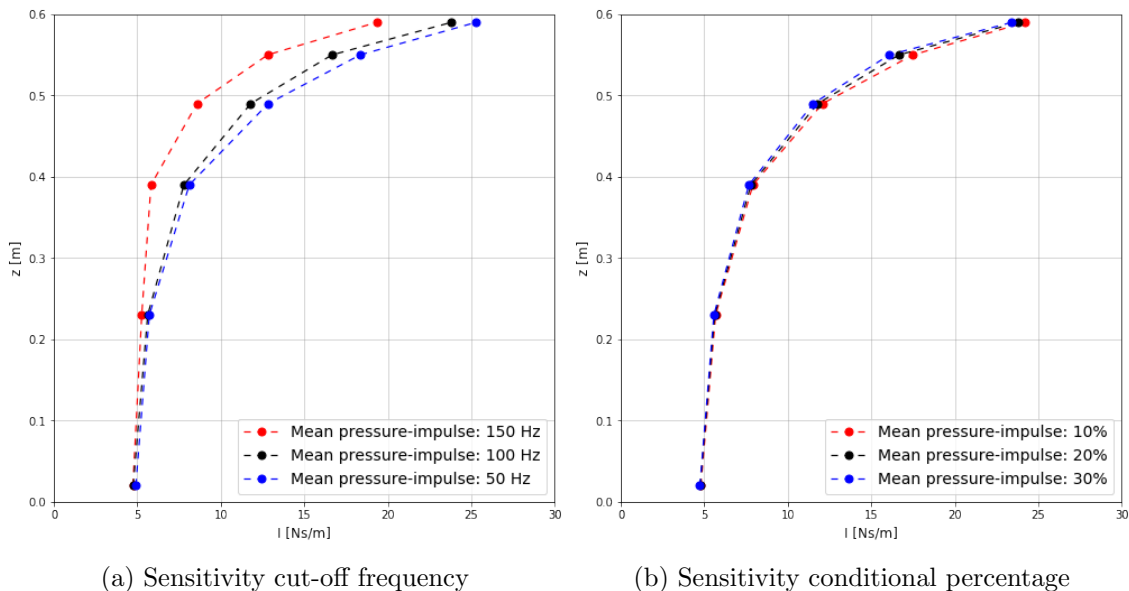 0.6
0.5
0.4
0.3
0.2
0.1
0.0
z [m]
0 5 10 15 20 25 30
I [Ns/m]
Mean pressure-impulse: 150 Hz
Mean pressure-impulse: 100 Hz
Mean pressure-impulse: 50 Hz
(a) Sensitivity cut-off frequency
0.6
0.5
0.4
0.3
0.2
0.1
0.0
z [m]
0 5 10 15 20 25 30
I [Ns/m]
Mean pressure-impulse: 10%
Mean pressure-impulse: 20%
Mean pressure-impulse: 30%
(b) Sensitivity conditional percentage